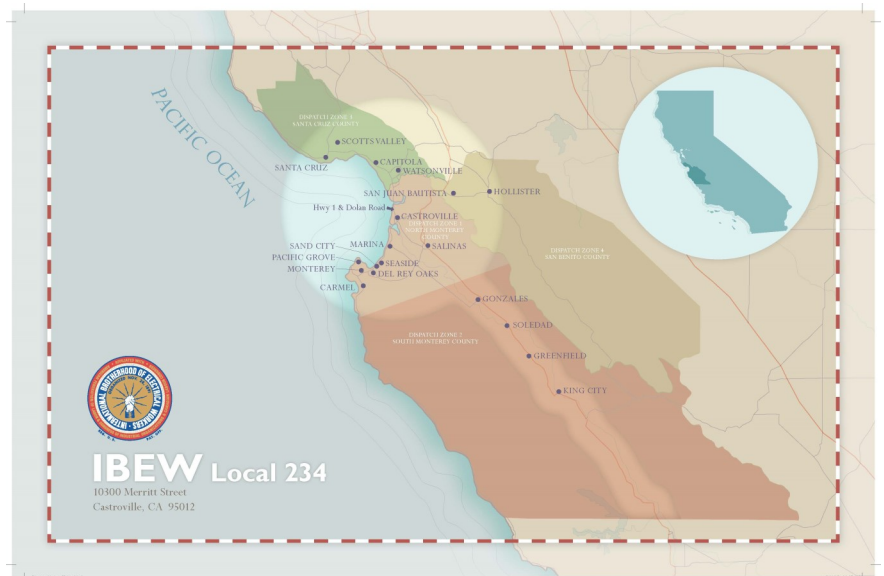 DISPATCH ZONE 3
SANTA CRUZ COUNTY
SCOTTS VALLEY
SANTA CRUZ
CAPITOLA
WATSONVILLE
PACIFIC OCEAN
SAN JUAN BAUTISTA
HOLLISTER
Hwy 1 & Dolan Road
CASTROVILLE
NORTH MONTEREY
COUNTY
SAND CITY
MARINA
SALINAS
PACIFIC GROVE
SEASIDE
MONTEREY
DEL REY OAKS
CARMEL
DISPATCH ZONE 4
SAN BENITO COUNTY
GONZALES
SOLEDAD
DISPATCH ZONE 2
SOUTH MONTEREY COUNTY
GREENFIELD
KING CITY
INTERNATIONAL BROTHERHOOD OF ELECTRICAL WORKERS
IBEW Local 234
10300 Merritt Street
Castroville, CA 95012